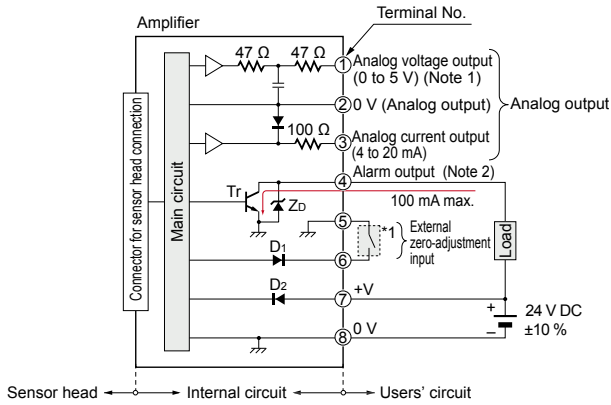 Terminal No.
Amplifier
47 Ω
47 Ω
1
Analog voltage output
(0 to 5 V) (Note 1)
2
0 V (Analog output)
Analog output
100 Ω
3
Analog current output
(4 to 20 mA)
4
Alarm output (Note 2)
Tr
ZD
100 mA max.
5
*1
External
zero-adjustment
input
Load
D1
6
D2
7
+V
+
24 V DC
±10 %
–
8
0 V
Connector for sensor head connection
Main circuit
Sensor head
Internal circuit
Users' circuit